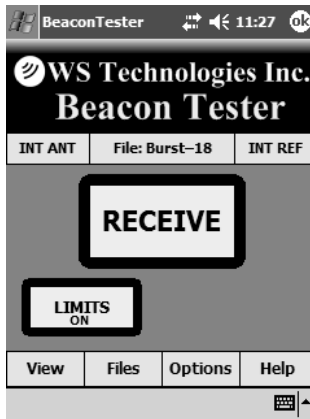 BeaconTester 11:27 ok
WS Technologies Inc.
Beacon Tester
INT ANT File: Burst–18 INT REF
RECEIVE
LIMITS
ON
View Files Options Help